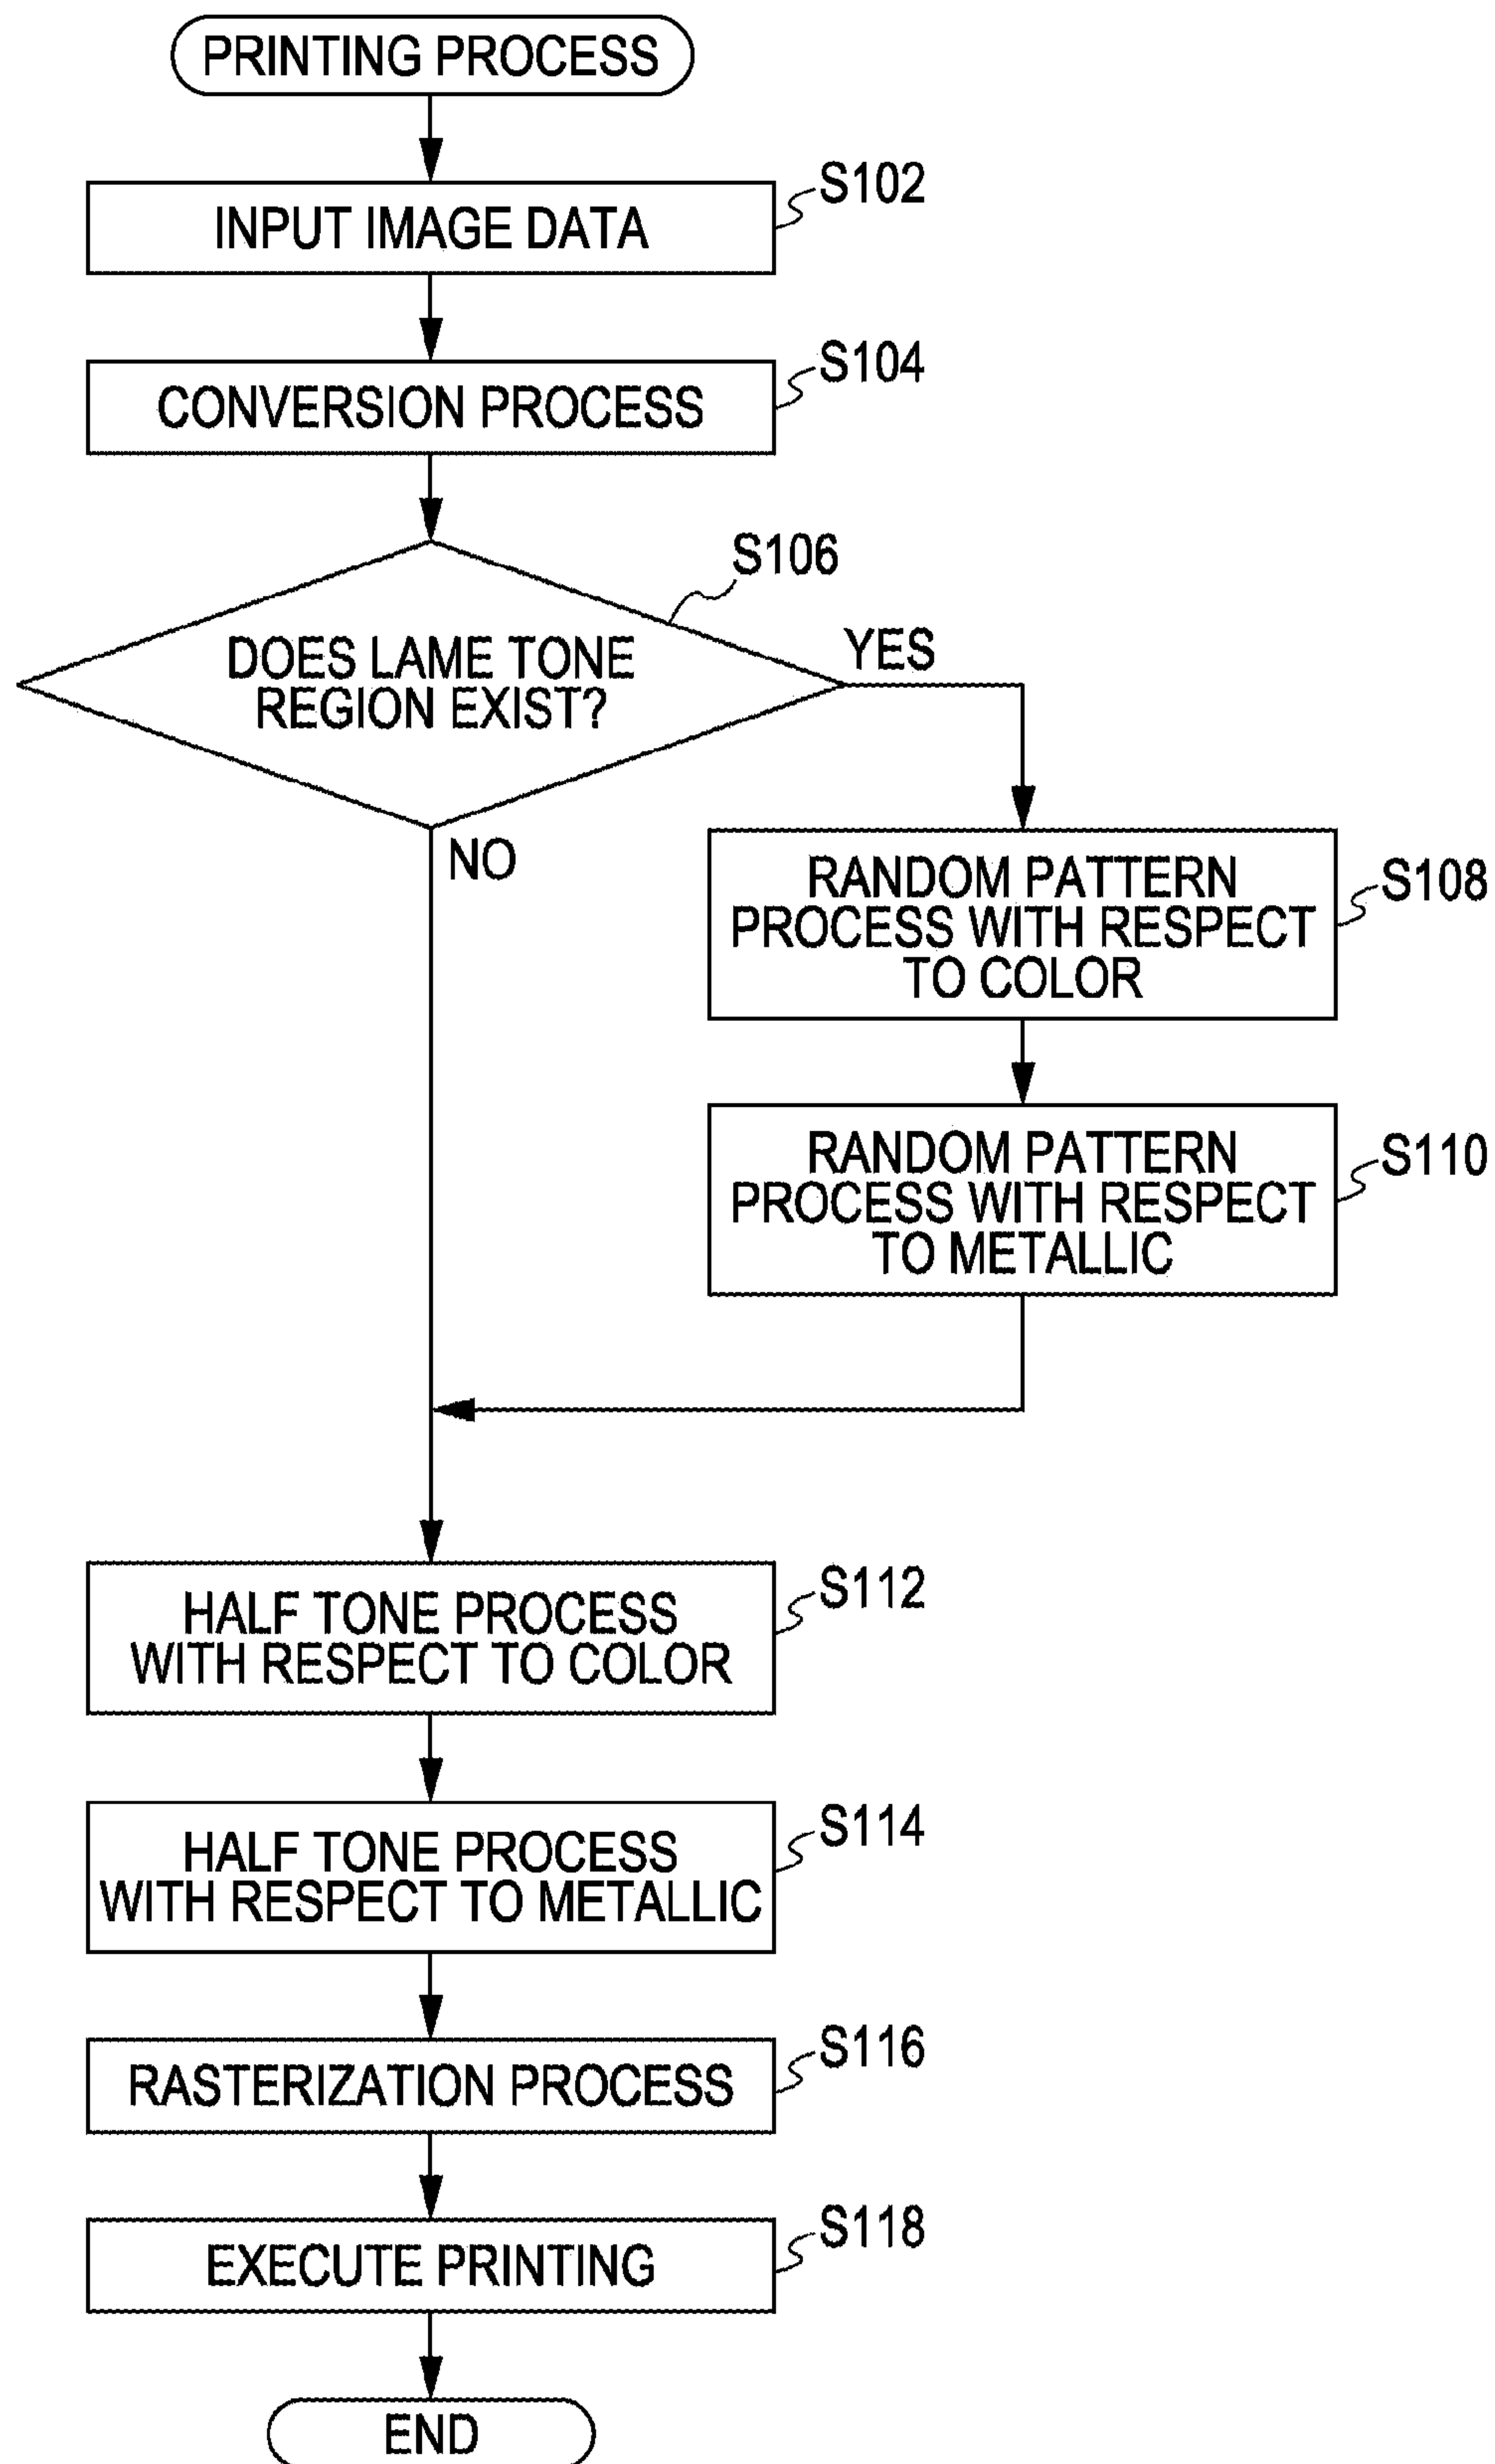 PRINTING PROCESS
S102
INPUT IMAGE DATA
S104
CONVERSION PROCESS
S106
DOES LAME TONE
REGION EXIST?
YES
NO
RANDOM PATTERN
PROCESS WITH RESPECT
TO COLOR
S108
RANDOM PATTERN
PROCESS WITH RESPECT
TO METALLIC
S110
HALF TONE PROCESS
WITH RESPECT TO COLOR
S112
HALF TONE PROCESS
WITH RESPECT TO METALLIC
S114
RASTERIZATION PROCESS
S116
EXECUTE PRINTING
S118
END